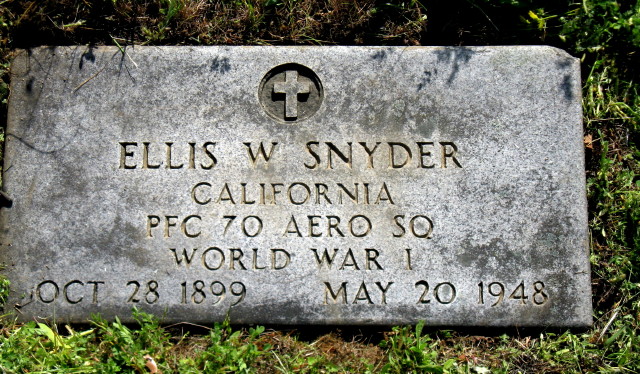 ELLIS W SNYDER
CALIFORNIA
PFC 70 AERO SQ
WORLD WAR I
OCT 28 1899 MAY 20 1948